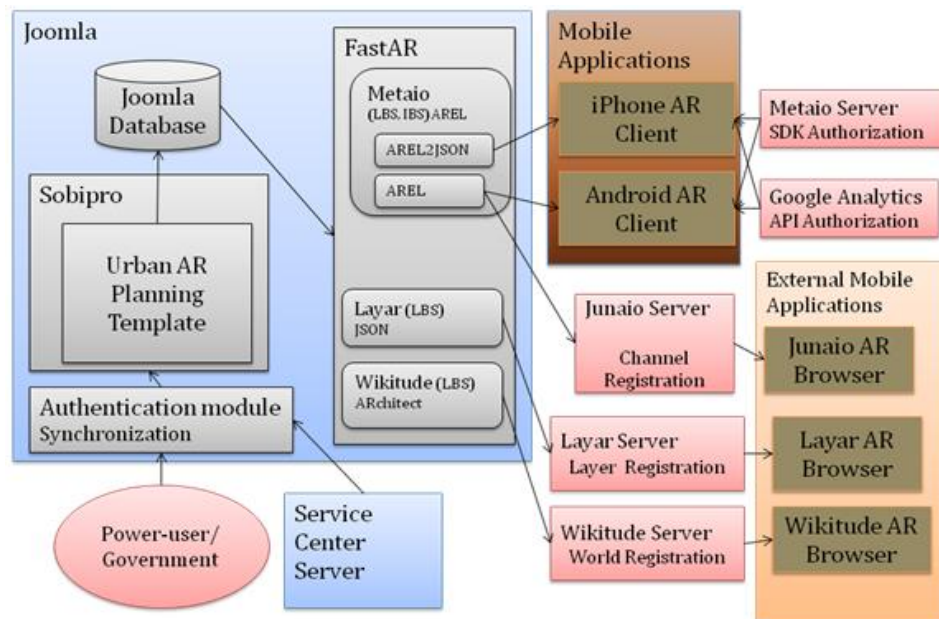 Joomla
Joomla
Database
Sobipro
Urban AR
Planning
Template
Authentication module
Synchronization
Power-user/
Government
Service
Center
Server
FastAR
Metaio
(LBS, IBS) AREL
AREL2JSON
AREL
Layar (LBS)
JSON
Wikitude (LBS)
ARchitect
Mobile
Applications
iPhone AR
Client
Android AR
Client
Metaio Server
SDK Authorization
Google Analytics
API Authorization
Junaio Server
Channel
Registration
Layar Server
Layer Registration
Wikitude Server
World Registration
External Mobile
Applications
Junaio AR
Browser
Layar AR
Browser
Wikitude AR
Browser